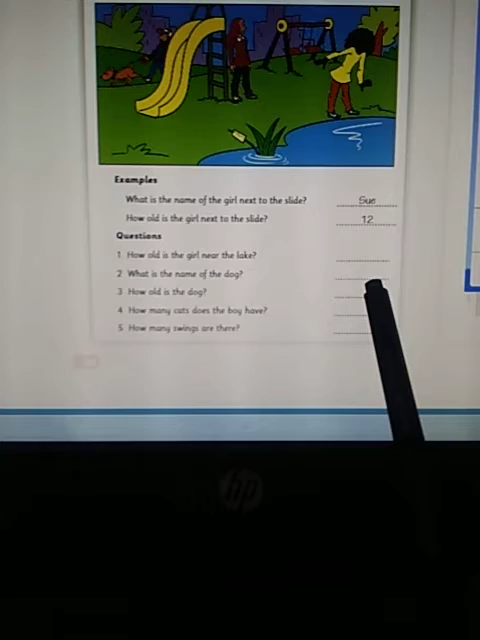 Examples
What is the name of the girl next to the slide? Sue
How old is the girl next to the slide? 12
Questions
1 How old is the girl near the lake?
2 What is the name of the dog?
3 How old is the dog?
4 How many cats does the boy have?
5 How many swings are there?
hp